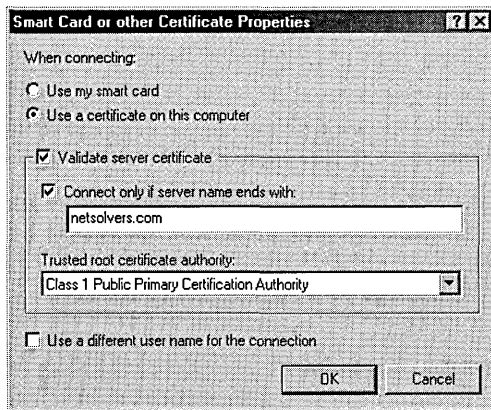 Smart Card or other Certificate Properties ? X
When connecting:
Use my smart card
Use a certificate on this computer
Validate server certificate
Connect only if server name ends with:
netsolvers.com
Trusted root certificate authority:
Class 1 Public Primary Certification Authority
Use a different user name for the connection
OK Cancel